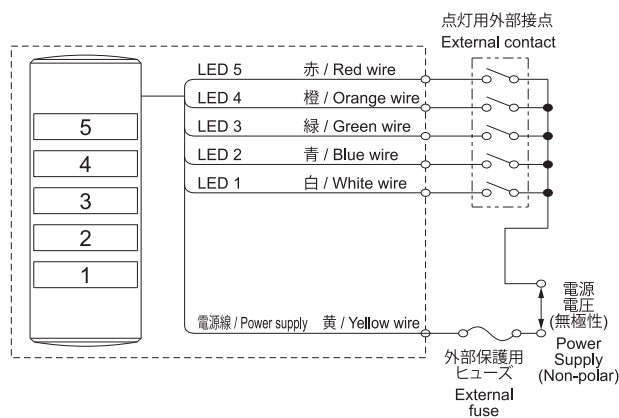 点灯用外部接点
External contact
LED 5 赤 / Red wire
LED 4 橙 / Orange wire
LED 3 緑 / Green wire
LED 2 青 / Blue wire
LED 1 白 / White wire
5
4
3
2
1
電源線 / Power supply 黄 / Yellow wire
電源
電圧
(無極性)
Power
Supply
(Non-polar)
外部保護用
ヒューズ
External
fuse